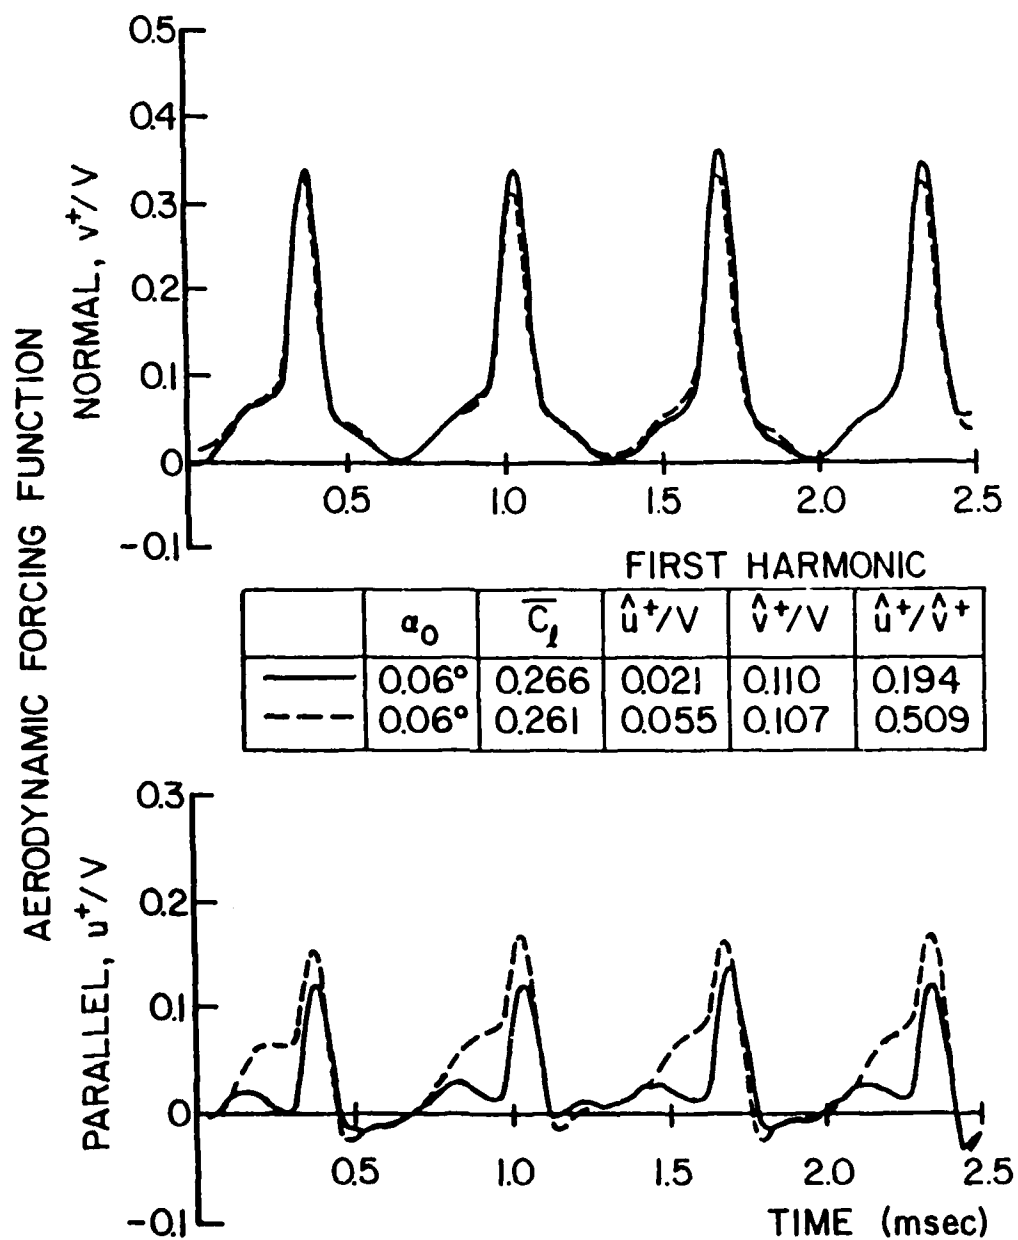 AERODYNAMIC FORCING FUNCTION
NORMAL, v⁺/V
0.5
0.4
0.3
0.2
0.1
0
-0.1
0.5 1.0 1.5 2.0 2.5
FIRST HARMONIC
α₀ C̅ₗ û⁺/V v̂⁺/V û⁺/v̂⁺
0.06° 0.266 0.021 0.110 0.194
0.06° 0.261 0.055 0.107 0.509
PARALLEL, u⁺/V
0.3
0.2
0.1
0
-0.1
0.5 1.0 1.5 2.0 2.5
TIME (msec)